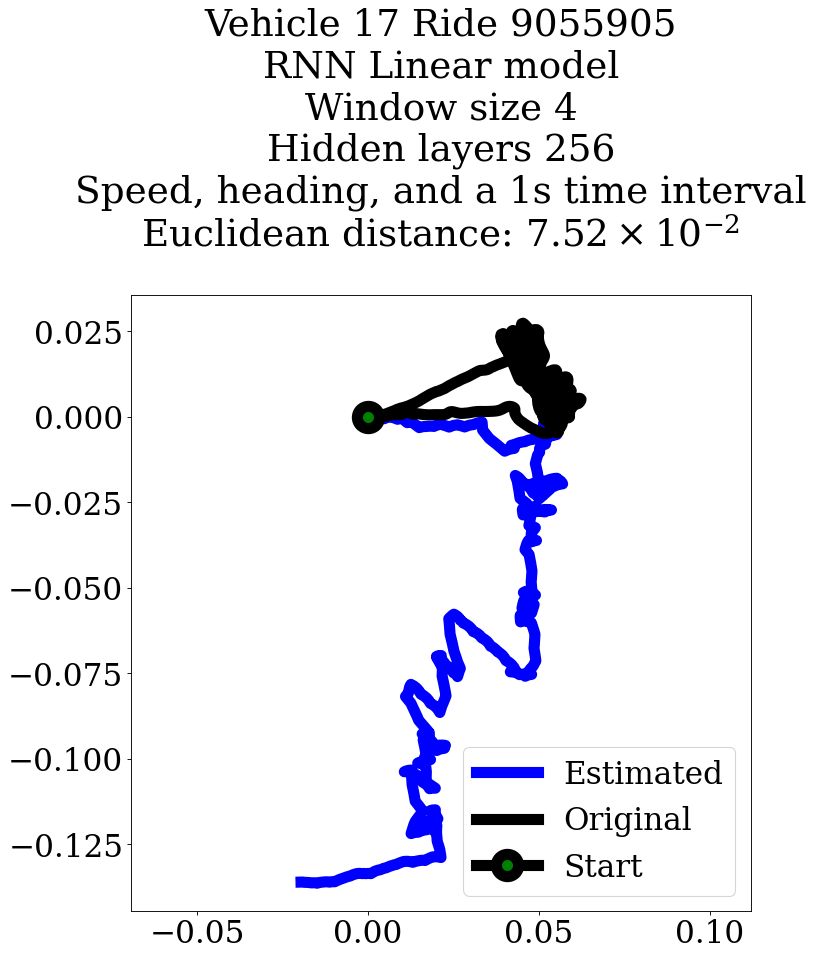 Vehicle 17 Ride 9055905
RNN Linear model
Window size 4
Hidden layers 256
Speed, heading, and a 1s time interval
Euclidean distance: 7.52 × 10⁻²
0.025
0.000
−0.025
−0.050
−0.075
−0.100
−0.125
Estimated
Original
Start
−0.05
0.00
0.05
0.10